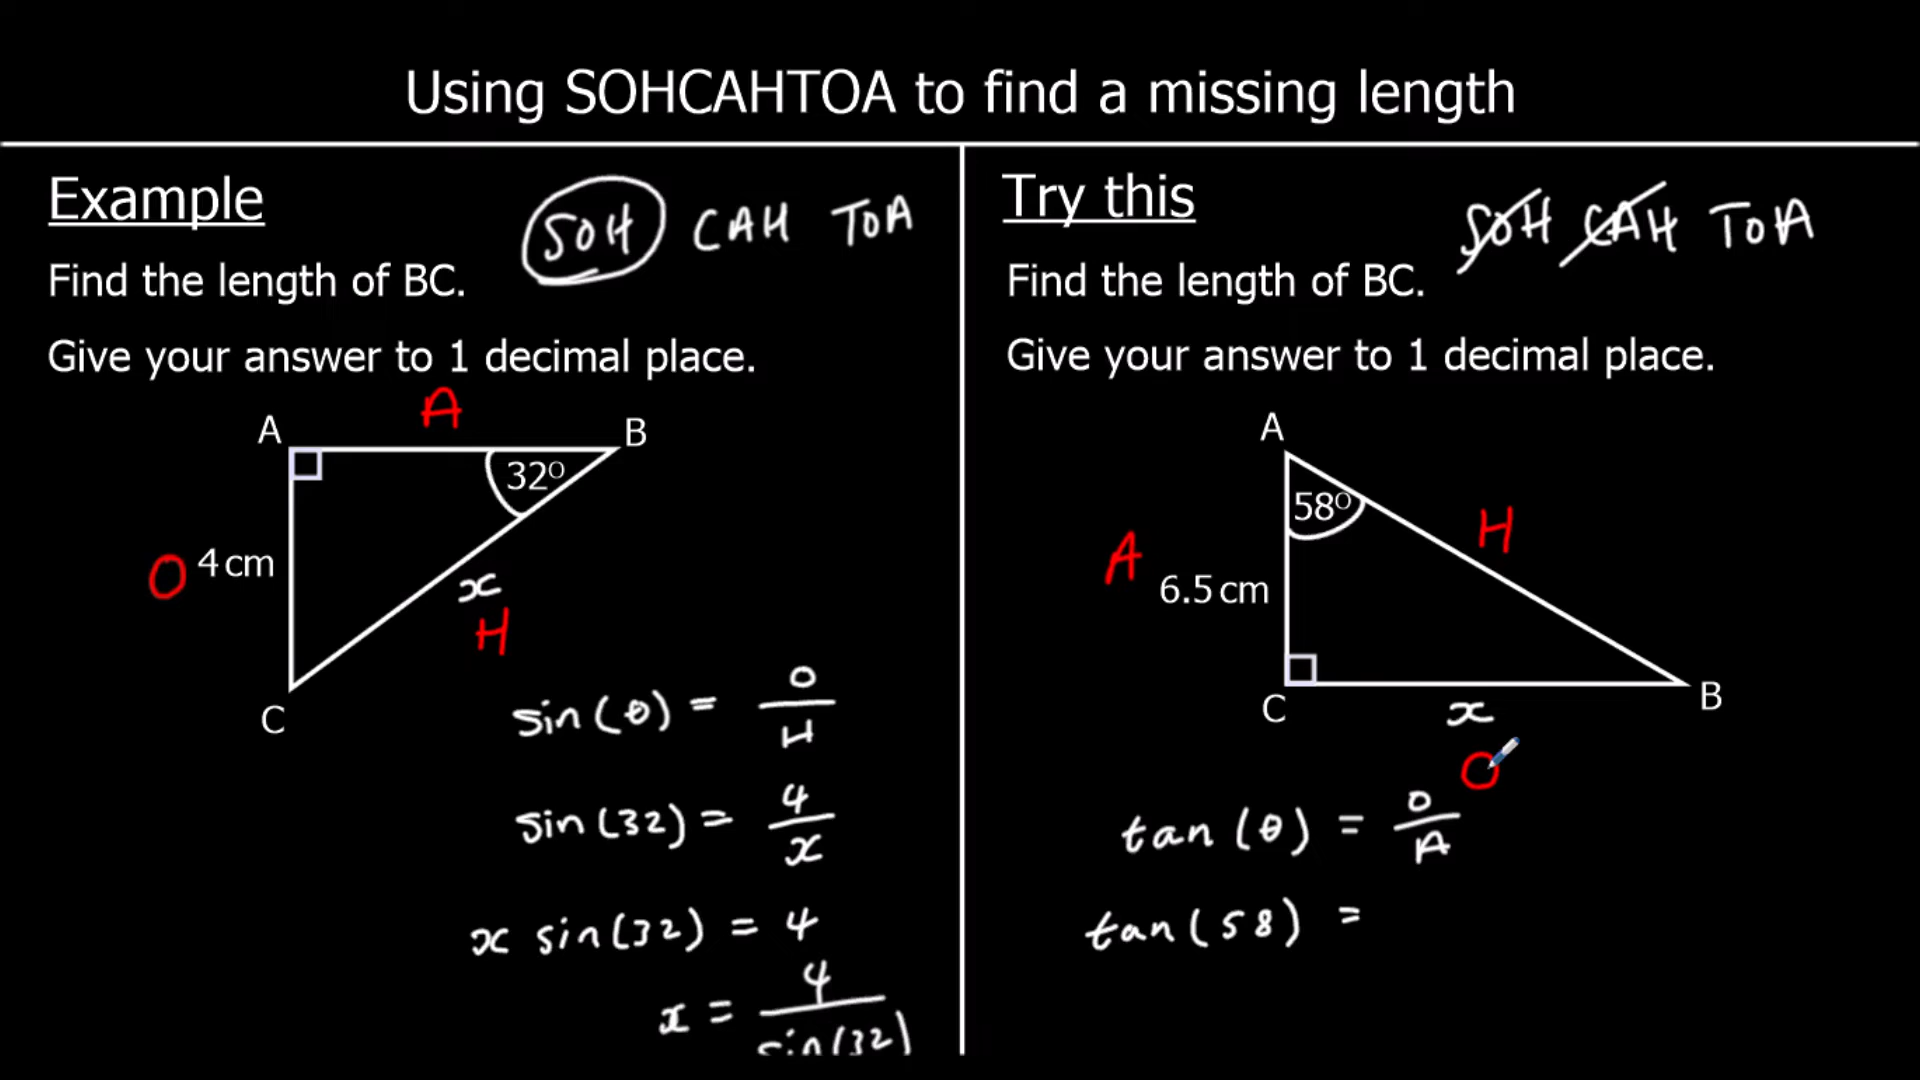 Using SOHCAHTOA to find a missing length
Example
SOH CAH TOA
Find the length of BC.
Give your answer to 1 decimal place.
A
A
B
32°
O
4 cm
x
H
C
sin(θ) = O/H
sin(32) = 4/x
x sin(32) = 4
x = 4/sin(32)
Try this
SOH CAH TOA
Find the length of BC.
Give your answer to 1 decimal place.
A
58°
H
A
6.5 cm
C
x
B
O
tan(θ) = O/A
tan(58) =